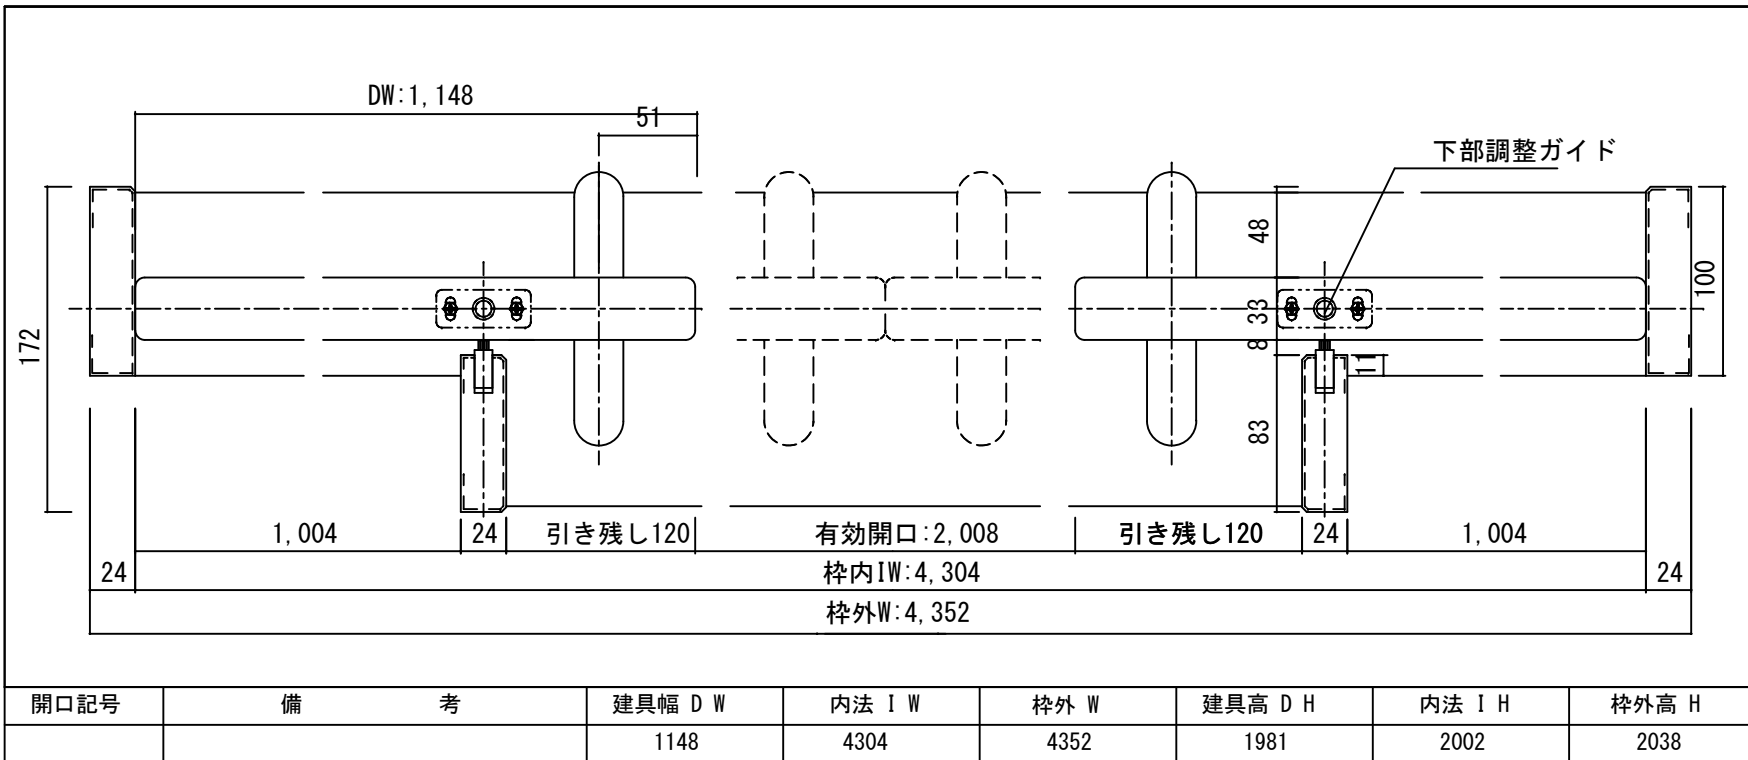 DW:1,148
51
下部調整ガイド
48
100
172
33
8
11
83
1,004
24
引き残し120
有効開口:2,008
引き残し120
24
1,004
24
枠内IW:4,304
24
枠外W:4,352
開口記号 備 考 建具幅 D W 内法 I W 枠外 W 建具高 D H 内法 I H 枠外高 H
1148 4304 4352 1981 2002 2038